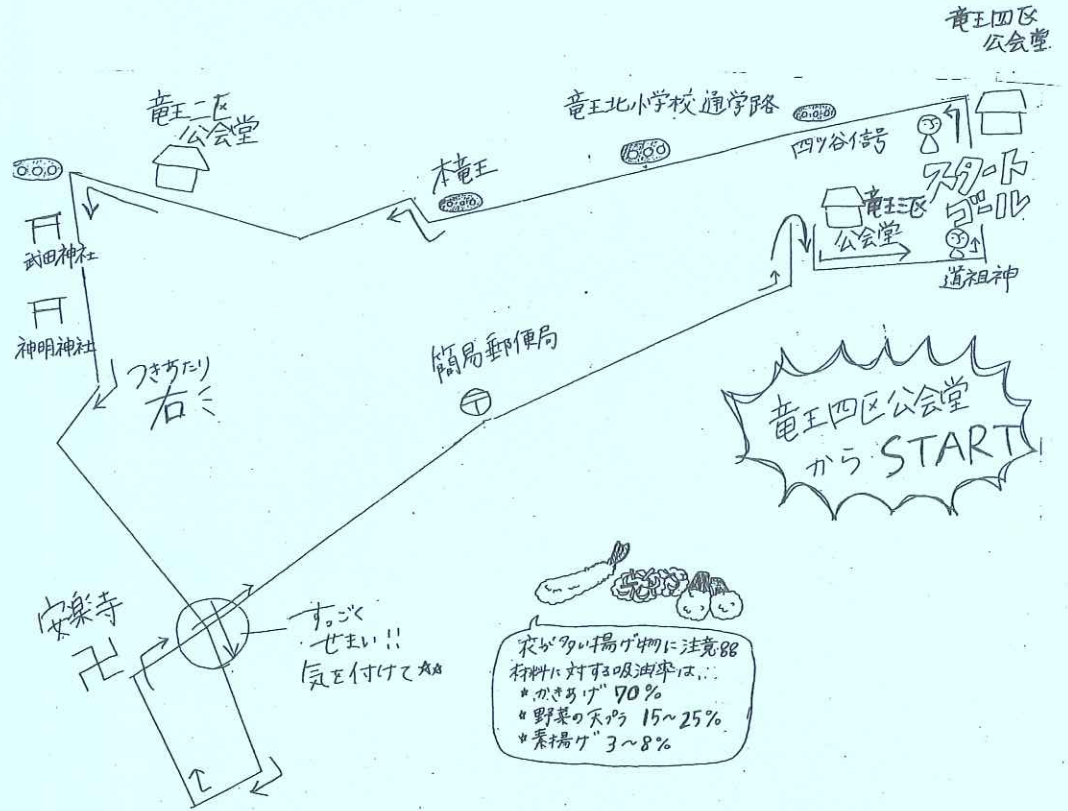 竜王四区
公会堂
竜王二区
公会堂
竜王北小学校通学路
四ツ谷信号
本竜王
スタート
ゴール
竜王三区
公会堂
道祖神
武田神社
神明神社
つきあたり
右
簡易郵便局
竜王四区公会堂
から START
安楽寺
すっごく
せまい!!
気を付けて☆☆
衣が多い揚げ物に注意!!
材料に対する吸油率は...
*かきあげ 70%
*野菜の天プラ 15~25%
*素揚げ 3~8%